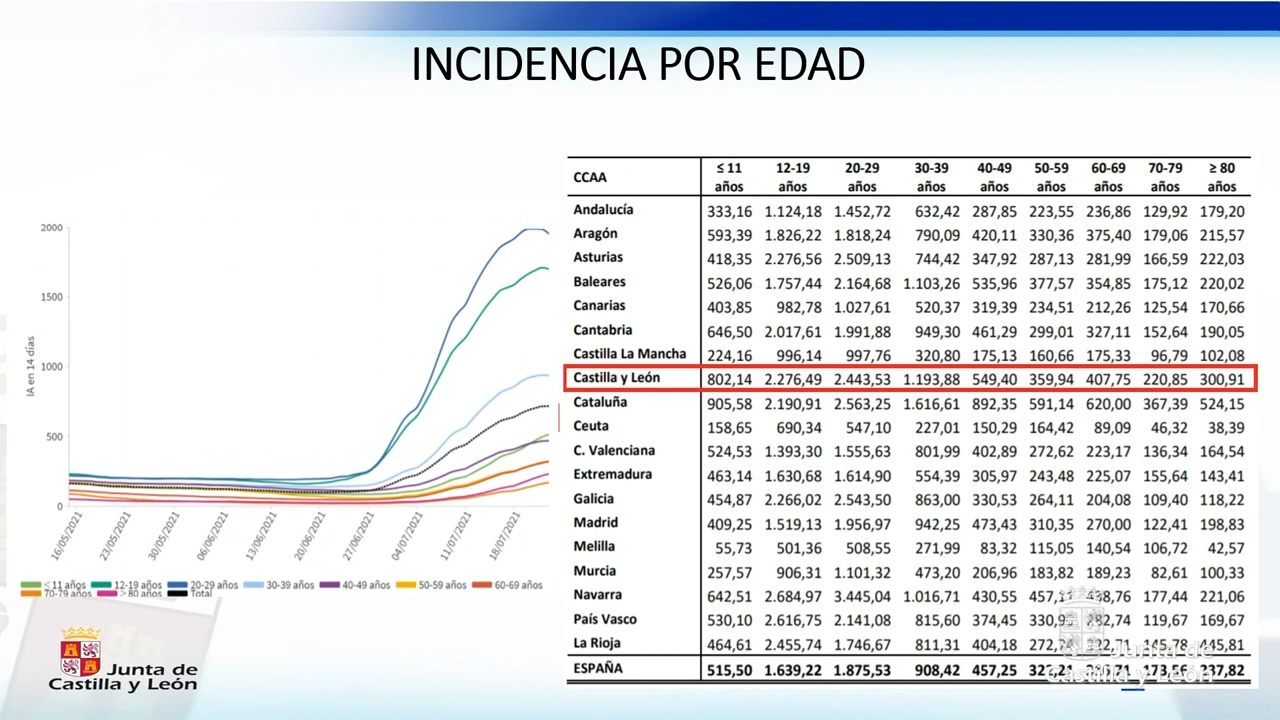 INCIDENCIA POR EDAD
2000
1500
1000
500
0
IA en 14 días
16/05/2021
23/05/2021
30/05/2021
06/06/2021
13/06/2021
20/06/2021
27/06/2021
04/07/2021
11/07/2021
18/07/2021
≤ 11 años 12-19 años 20-29 años 30-39 años 40-49 años 50-59 años 60-69 años
70-79 años ≥ 80 años Total
CCAA ≤ 11 años 12-19 años 20-29 años 30-39 años 40-49 años 50-59 años 60-69 años 70-79 años ≥ 80 años
Andalucía 333,16 1.124,18 1.452,72 632,42 287,85 223,55 236,86 129,92 179,20
Aragón 593,39 1.826,22 1.818,24 790,09 420,11 330,36 375,40 179,06 215,57
Asturias 418,35 2.276,56 2.509,13 744,42 347,92 287,13 281,99 166,59 222,03
Baleares 526,06 1.757,44 2.164,68 1.103,26 535,96 377,57 354,85 175,12 220,02
Canarias 403,85 982,78 1.027,61 520,37 319,39 234,51 212,26 125,54 170,66
Cantabria 646,50 2.017,61 1.991,88 949,30 461,29 299,01 327,11 152,64 190,05
Castilla La Mancha 224,16 996,14 997,76 320,80 175,13 160,66 175,33 96,79 102,08
Castilla y León 802,14 2.276,49 2.443,53 1.193,88 549,40 359,94 407,75 220,85 300,91
Cataluña 905,58 2.190,91 2.563,25 1.616,61 892,35 591,14 620,00 367,39 524,15
Ceuta 158,65 690,34 547,10 227,01 150,29 164,42 89,09 46,32 38,39
C. Valenciana 524,53 1.393,30 1.555,63 801,99 402,89 272,62 223,17 136,34 164,54
Extremadura 463,14 1.630,68 1.614,90 554,39 305,97 243,48 225,07 155,64 143,41
Galicia 454,87 2.266,02 2.543,50 863,00 330,53 264,11 204,08 109,40 118,22
Madrid 409,25 1.519,13 1.956,97 942,25 473,43 310,35 270,00 122,41 198,83
Melilla 55,73 501,36 508,55 271,99 83,32 115,05 140,54 106,72 42,57
Murcia 257,57 906,31 1.101,32 473,20 206,96 183,82 189,23 82,61 100,33
Navarra 642,51 2.684,97 3.445,04 1.016,71 430,55 177,44 221,06
País Vasco 530,10 2.616,75 2.141,08 815,60 374,45 119,67 169,67
La Rioja 464,61 2.455,74 1.746,67 811,31 404,18
ESPAÑA 515,50 1.639,22 1.875,53 908,42 457,25
Junta de
Castilla y León
Junta de
Castilla y León